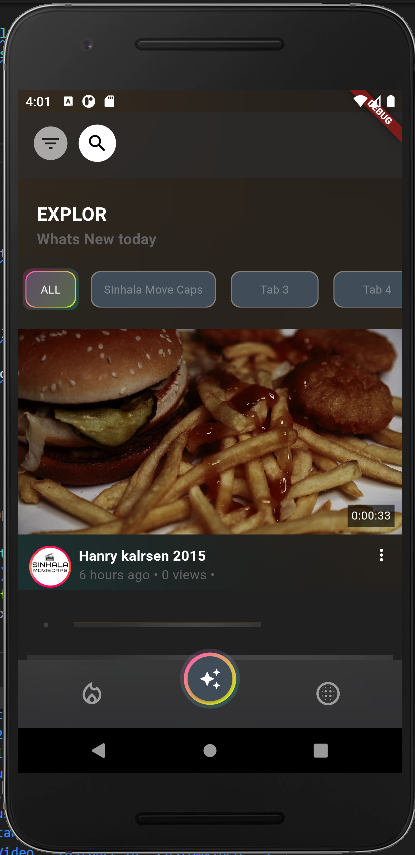 4:01
DEBUG
EXPLOR
Whats New today
ALL
Sinhala Move Caps
Tab 3
Tab 4
0:00:33
SINHALA
MOVIECAPS
Hanry kalrsen 2015
6 hours ago • 0 views •